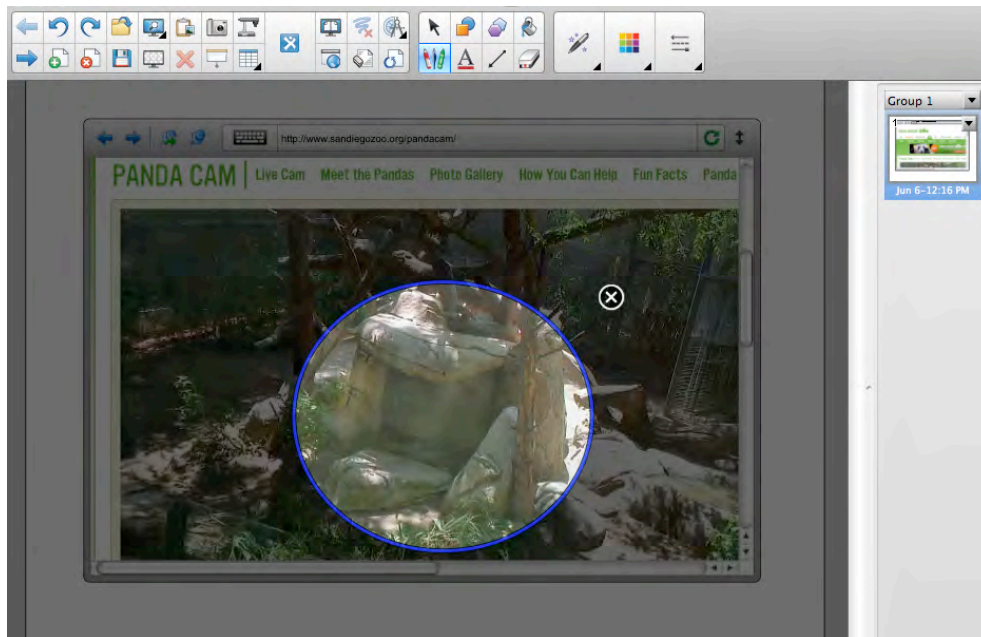 Group 1
1
Jun 6-12:16 PM
http://www.sandiegozoo.org/pandacam/
PANDA CAM | Live Cam Meet the Pandas Photo Gallery How You Can Help Fun Facts Panda
A